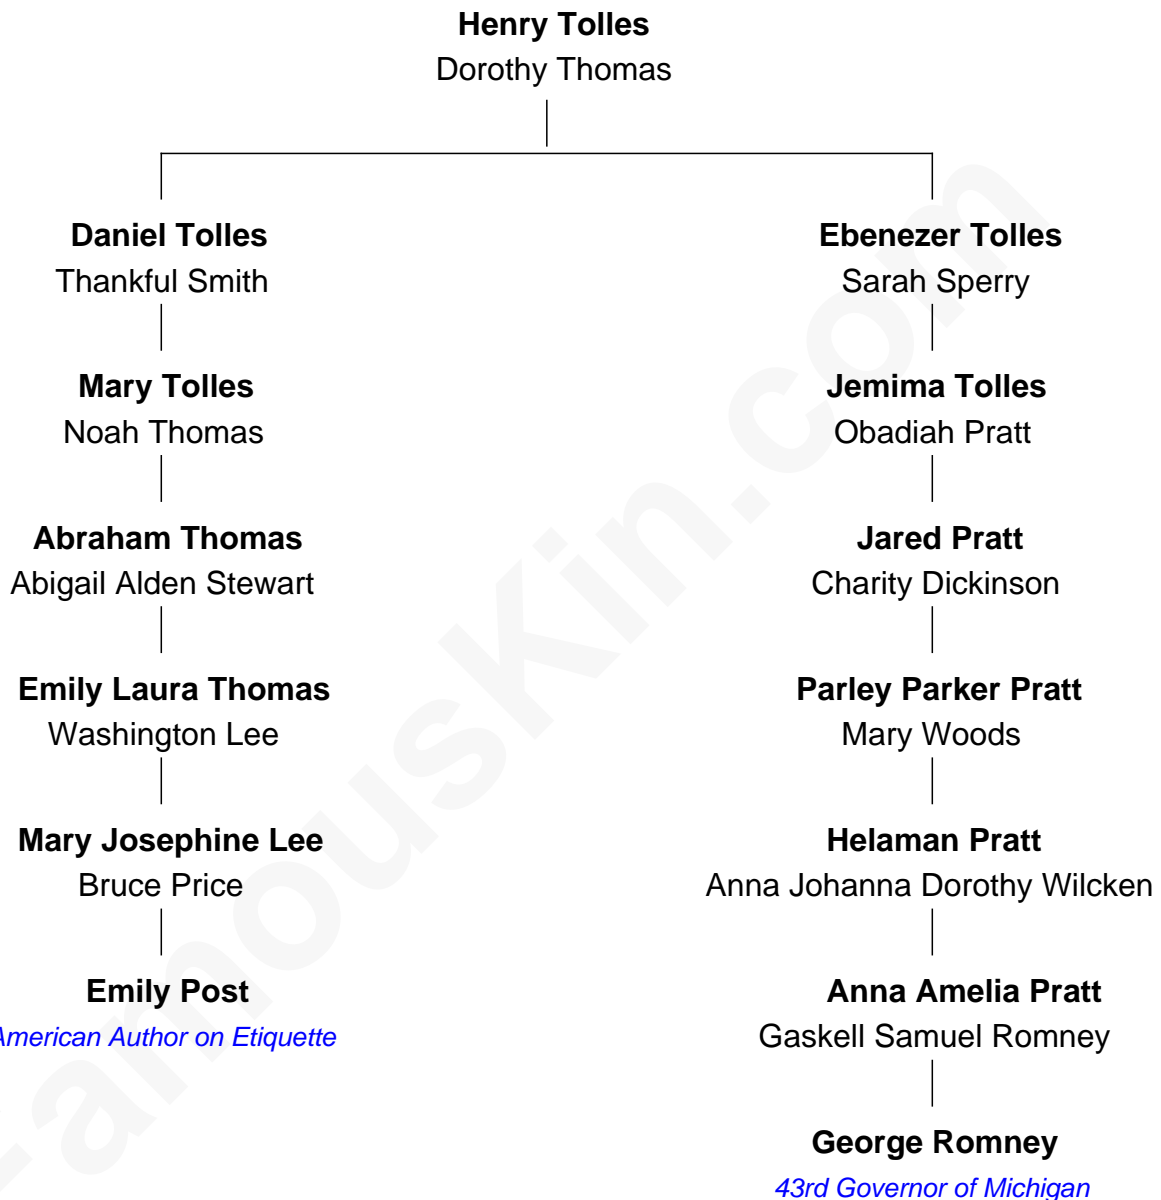 Henry Tolles
Dorothy Thomas
Daniel Tolles
Thankful Smith
Mary Tolles
Noah Thomas
Abraham Thomas
Abigail Alden Stewart
Emily Laura Thomas
Washington Lee
Mary Josephine Lee
Bruce Price
Emily Post
American Author on Etiquette
Ebenezer Tolles
Sarah Sperry
Jemima Tolles
Obadiah Pratt
Jared Pratt
Charity Dickinson
Parley Parker Pratt
Mary Woods
Helaman Pratt
Anna Johanna Dorothy Wilcken
Anna Amelia Pratt
Gaskell Samuel Romney
George Romney
43rd Governor of Michigan
FamousKin.com